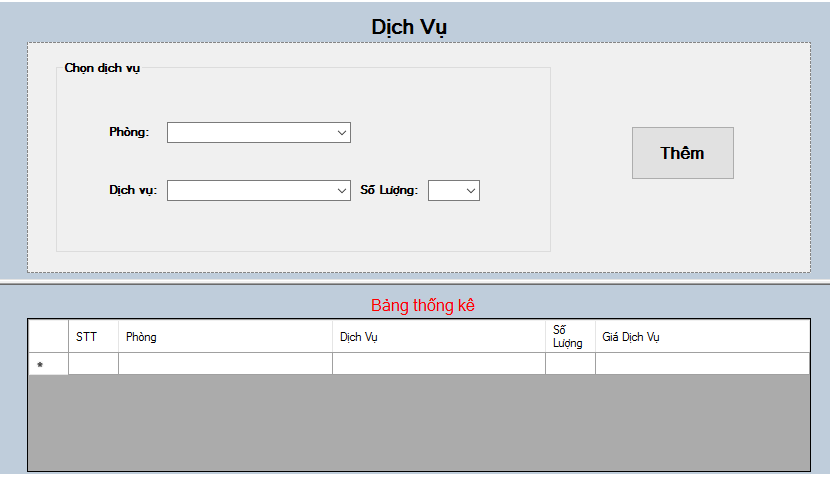 Dịch Vụ
Chọn dịch vụ
Phòng:
Dịch vụ: Số Lượng:
Thêm
Bảng thống kê
STT Phòng Dịch Vụ Số Lượng Giá Dịch Vụ
*